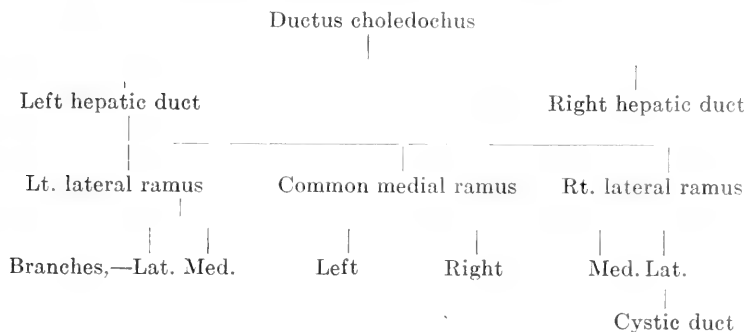 Ductus choledochus
Left hepatic duct Right hepatic duct
Lt. lateral ramus Common medial ramus Rt. lateral ramus
Branches,—Lat. Med. Left Right Med. Lat.
Cystic duct